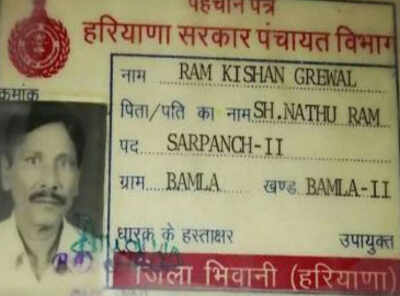 पहचान पत्र
हरियाणा सरकार पंचायत विभाग
नाम RAM KISHAN GREWAL
क्रमांक
पिता/पति का नाम SH.NATHU RAM
पद SARPANCH-II
ग्राम BAMLA खण्ड BAMLA-II
धारक के हस्ताक्षर उपायुक्त
जिला भिवानी (हरियाणा)